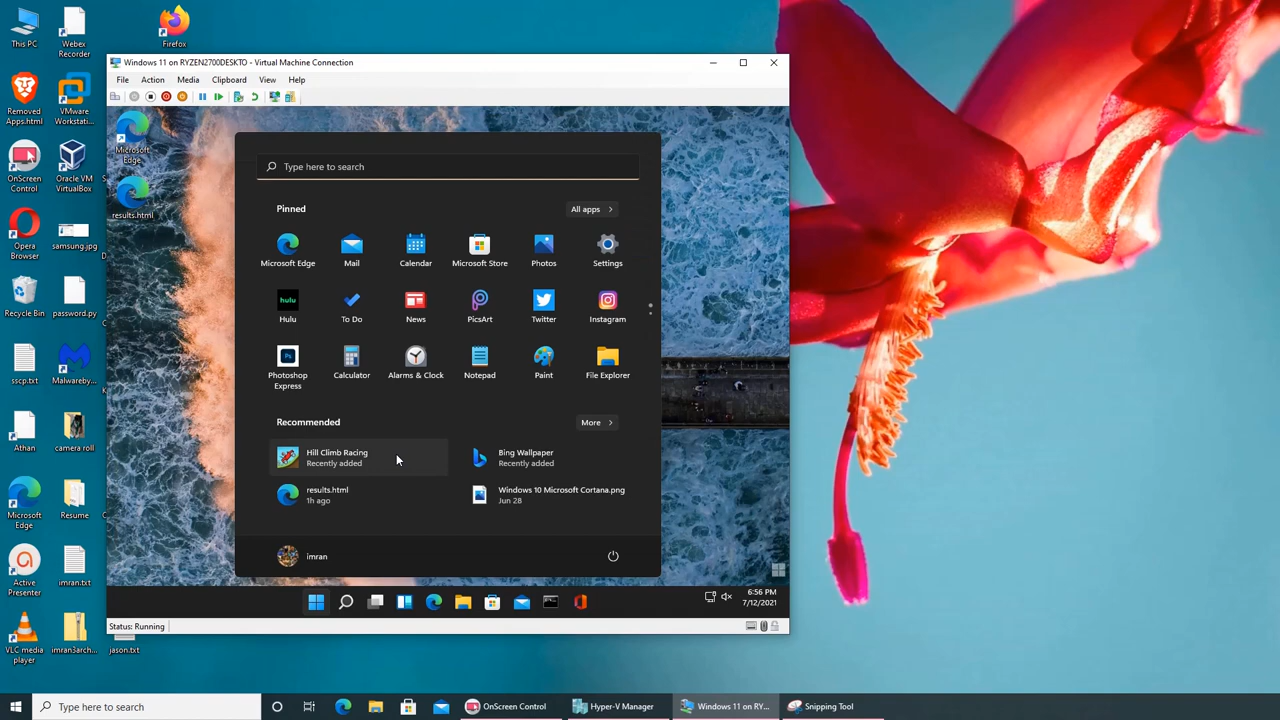 This PC
Webex
Recorder
Firefox
Removed
Apps.html
VMware
Workstati...
OnScreen
Control
Oracle VM
VirtualBox
Opera
Browser
samsung.jpg
Recycle Bin
password.py
sscp.txt
Malwareby...
Athan
camera roll
Microsoft
Edge
Resume
Active
Presenter
imran.txt
VLC media
player
imran3arch...
jason.txt
Windows 11 on RYZEN2700DESKTO - Virtual Machine Connection
File Action Media Clipboard View Help
Microsoft
Edge
results.html
Type here to search
Pinned
All apps
Microsoft Edge Mail Calendar Microsoft Store Photos Settings
hulu
Hulu To Do News PicsArt Twitter Instagram
Ps
Photoshop
Express
Calculator Alarms & Clock Notepad Paint File Explorer
Recommended
More
Hill Climb Racing
Recently added
Bing Wallpaper
Recently added
results.html
1h ago
Windows 10 Microsoft Cortana.png
Jun 28
imran
6:56 PM
7/12/2021
Status: Running
Type here to search
OnScreen Control
Hyper-V Manager
Windows 11 on RY...
Snipping Tool